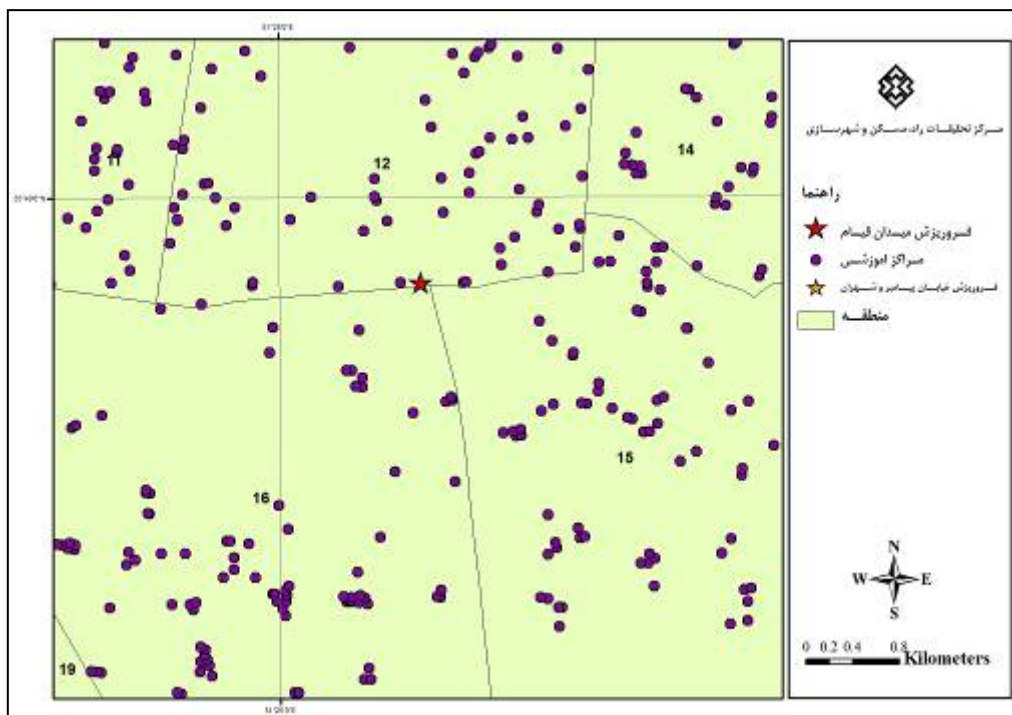 11
12
14
15
16
19
مرکز تحقیقات راه، مسکن و شهرسازی
راهنما
فروریزش میدان قیام
مراکز آموزشی
فروریزش خیابان پیامبر و شهران
منطقه
N
W E
S
0 0.2 0.4 0.8
Kilometers